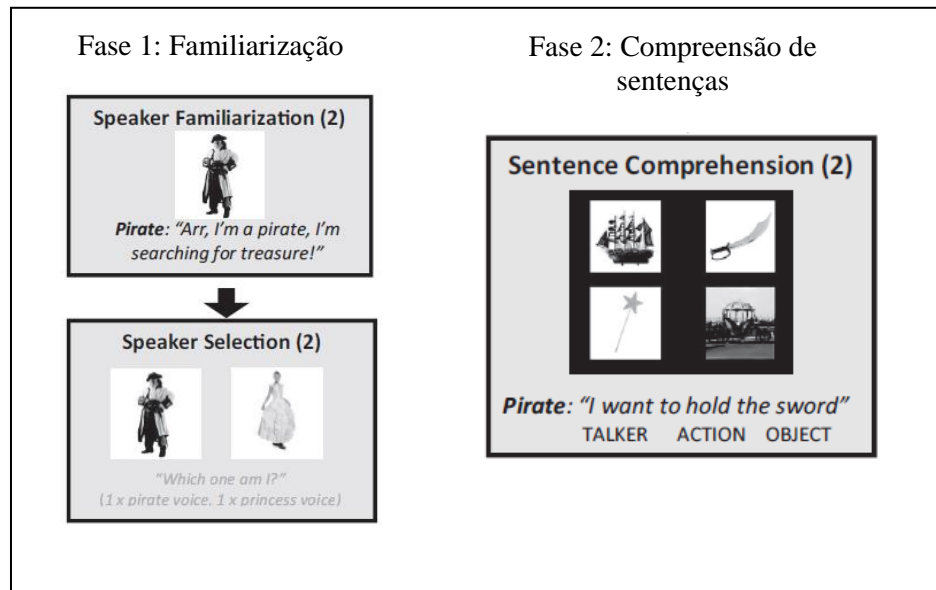 Fase 1: Familiarização
Speaker Familiarization (2)
Pirate: “Arr, I’m a pirate, I’m
searching for treasure!”
Speaker Selection (2)
“Which one am I?”
(1 x pirate voice, 1 x princess voice)
Fase 2: Compreensão de
sentenças
Sentence Comprehension (2)
Pirate: “I want to hold the sword”
TALKER ACTION OBJECT